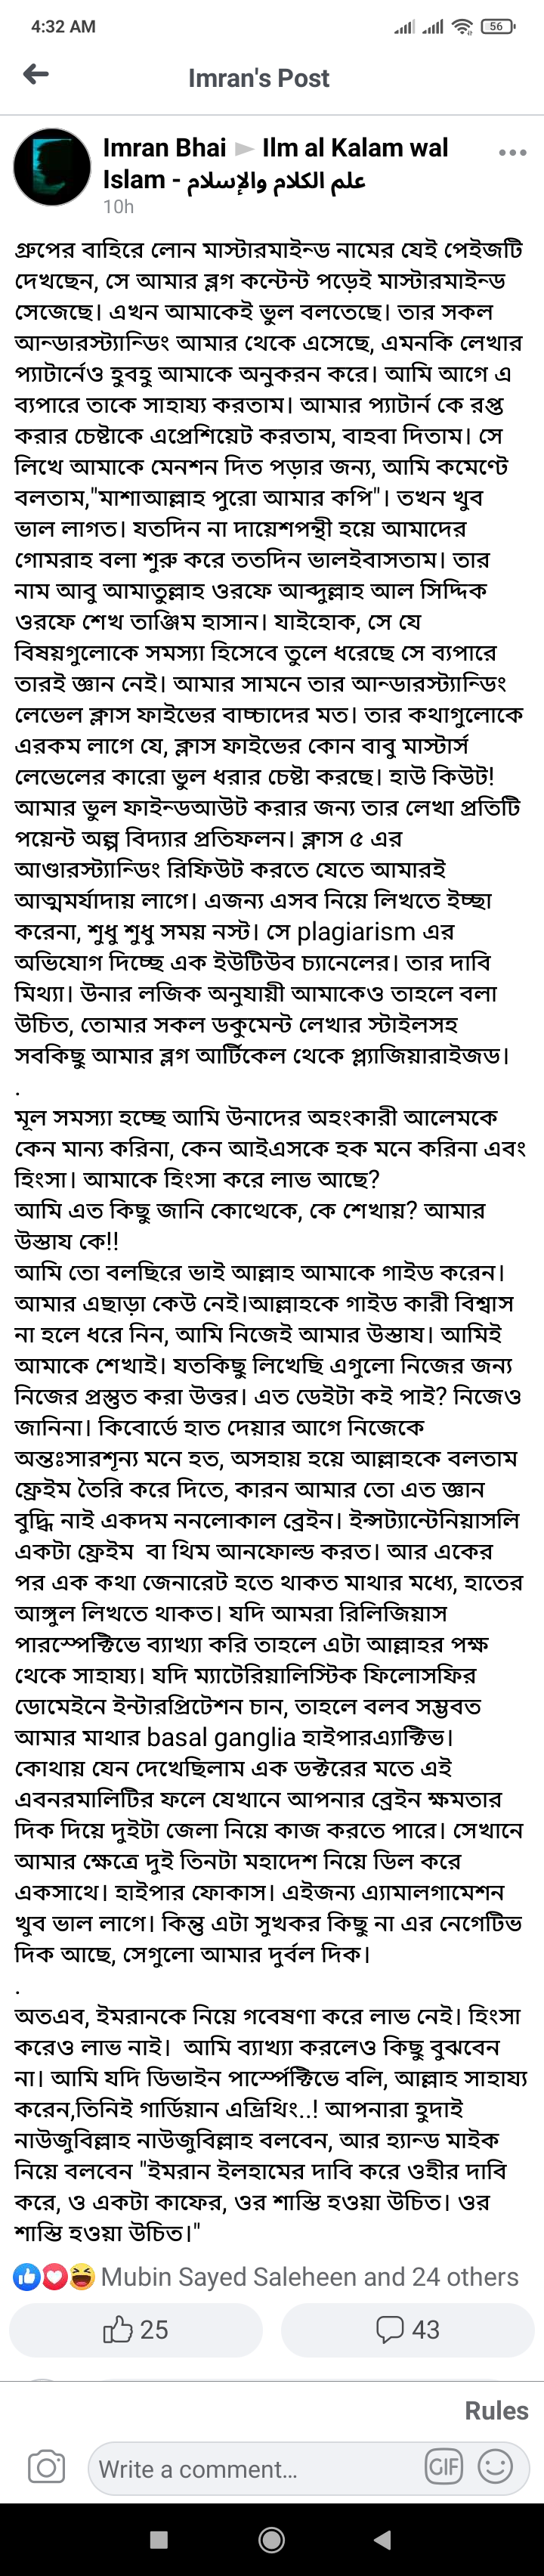 4:32 AM
56
Imran's Post
Imran Bhai ► Ilm al Kalam wal
Islam - علم الكلام والإسلام
10h
গ্রুপের বাহিরে লোন মাস্টারমাইন্ড নামের যেই পেইজটি
দেখছেন, সে আমার ব্লগ কন্টেন্ট পড়েই মাস্টারমাইন্ড
সেজেছে। এখন আমাকেই ভুল বলতেছে। তার সকল
আন্ডারস্ট্যান্ডিং আমার থেকে এসেছে, এমনকি লেখার
প্যাটার্নেও হুবহু আমাকে অনুকরন করে। আমি আগে এ
ব্যপারে তাকে সাহায্য করতাম। আমার প্যাটার্ন কে রপ্ত
করার চেষ্টাকে এপ্রেশিয়েট করতাম, বাহবা দিতাম। সে
লিখে আমাকে মেনশন দিত পড়ার জন্য, আমি কমেণ্টে
বলতাম,"মাশাআল্লাহ পুরো আমার কপি"। তখন খুব
ভাল লাগত। যতদিন না দায়েশপন্থী হয়ে আমাদের
গোমরাহ বলা শুরু করে ততদিন ভালইবাসতাম। তার
নাম আবু আমাতুল্লাহ ওরফে আব্দুল্লাহ আল সিদ্দিক
ওরফে শেখ তাঞ্জিম হাসান। যাইহোক, সে যে
বিষয়গুলোকে সমস্যা হিসেবে তুলে ধরেছে সে ব্যপারে
তারই জ্ঞান নেই। আমার সামনে তার আন্ডারস্ট্যান্ডিং
লেভেল ক্লাস ফাইভের বাচ্চাদের মত। তার কথাগুলোকে
এরকম লাগে যে, ক্লাস ফাইভের কোন বাবু মাস্টার্স
লেভেলের কারো ভুল ধরার চেষ্টা করছে। হাউ কিউট!
আমার ভুল ফাইন্ডআউট করার জন্য তার লেখা প্রতিটি
পয়েন্ট অল্প বিদ্যার প্রতিফলন। ক্লাস ৫ এর
আণ্ডারস্ট্যান্ডিং রিফিউট করতে যেতে আমারই
আত্মমর্যাদায় লাগে। এজন্য এসব নিয়ে লিখতে ইচ্ছা
করেনা, শুধু শুধু সময় নস্ট। সে plagiarism এর
অভিযোগ দিচ্ছে এক ইউটিউব চ্যানেলের। তার দাবি
মিথ্যা। উনার লজিক অনুযায়ী আমাকেও তাহলে বলা
উচিত, তোমার সকল ডকুমেন্ট লেখার স্টাইলসহ
সবকিছু আমার ব্লগ আর্টিকেল থেকে প্ল্যাজিয়ারাইজড।
.
মূল সমস্যা হচ্ছে আমি উনাদের অহংকারী আলেমকে
কেন মান্য করিনা, কেন আইএসকে হক মনে করিনা এবং
হিংসা। আমাকে হিংসা করে লাভ আছে?
আমি এত কিছু জানি কোত্থেকে, কে শেখায়? আমার
উস্তায কে!!
আমি তো বলছিরে ভাই আল্লাহ আমাকে গাইড করেন।
আমার এছাড়া কেউ নেই।আল্লাহকে গাইড কারী বিশ্বাস
না হলে ধরে নিন, আমি নিজেই আমার উস্তায। আমিই
আমাকে শেখাই। যতকিছু লিখেছি এগুলো নিজের জন্য
নিজের প্রস্তুত করা উত্তর। এত ডেইটা কই পাই? নিজেও
জানিনা। কিবোর্ডে হাত দেয়ার আগে নিজেকে
অন্তঃসারশূন্য মনে হত, অসহায় হয়ে আল্লাহকে বলতাম
ফ্রেইম তৈরি করে দিতে, কারন আমার তো এত জ্ঞান
বুদ্ধি নাই একদম ননলোকাল ব্রেইন। ইন্সট্যান্টেনিয়াসলি
একটা ফ্রেইম বা থিম আনফোল্ড করত। আর একের
পর এক কথা জেনারেট হতে থাকত মাথার মধ্যে, হাতের
আঙ্গুল লিখতে থাকত। যদি আমরা রিলিজিয়াস
পারস্পেক্টিভে ব্যাখ্যা করি তাহলে এটা আল্লাহর পক্ষ
থেকে সাহায্য। যদি ম্যাটেরিয়ালিস্টিক ফিলোসফির
ডোমেইনে ইন্টারপ্রিটেশন চান, তাহলে বলব সম্ভবত
আমার মাথার basal ganglia হাইপারএ্যাক্টিভ।
কোথায় যেন দেখেছিলাম এক ডক্টরের মতে এই
এবনরমালিটির ফলে যেখানে আপনার ব্রেইন ক্ষমতার
দিক দিয়ে দুইটা জেলা নিয়ে কাজ করতে পারে। সেখানে
আমার ক্ষেত্রে দুই তিনটা মহাদেশ নিয়ে ডিল করে
একসাথে। হাইপার ফোকাস। এইজন্য এ্যামালগামেশন
খুব ভাল লাগে। কিন্তু এটা সুখকর কিছু না এর নেগেটিভ
দিক আছে, সেগুলো আমার দুর্বল দিক।
.
অতএব, ইমরানকে নিয়ে গবেষণা করে লাভ নেই। হিংসা
করেও লাভ নাই। আমি ব্যাখ্যা করলেও কিছু বুঝবেন
না। আমি যদি ডিভাইন পার্স্পেক্টিভে বলি, আল্লাহ সাহায্য
করেন,তিনিই গার্ডিয়ান এভ্রিথিং..! আপনারা হুদাই
নাউজুবিল্লাহ নাউজুবিল্লাহ বলবেন, আর হ্যান্ড মাইক
নিয়ে বলবেন "ইমরান ইলহামের দাবি করে ওহীর দাবি
করে, ও একটা কাফের, ওর শাস্তি হওয়া উচিত। ওর
শাস্তি হওয়া উচিত।"
Mubin Sayed Saleheen and 24 others
25
43
Rules
Write a comment...
GIF